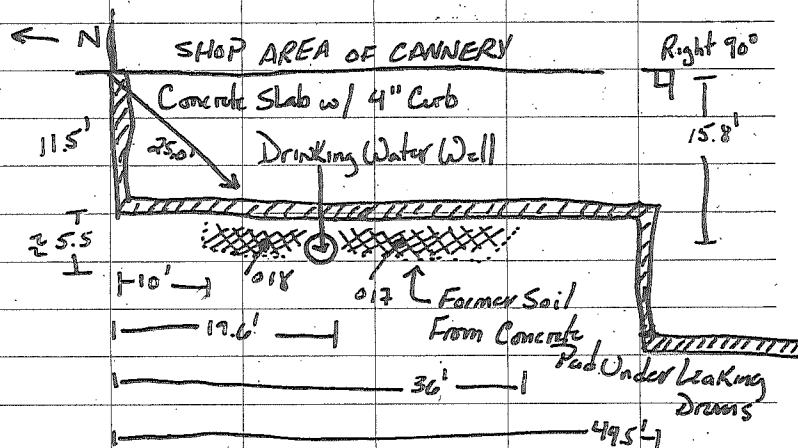 ← N
SHOP AREA OF CANNERY
Right 90°
Concrete Slab w/ 4" Curb
11.5'
25.0'
15.8'
Drinking Water Well
≈ 5.5
10'
018
017
Former Soil
From Concrete
Pad Under Leaking
Drums
19.6'
36'
49.5'